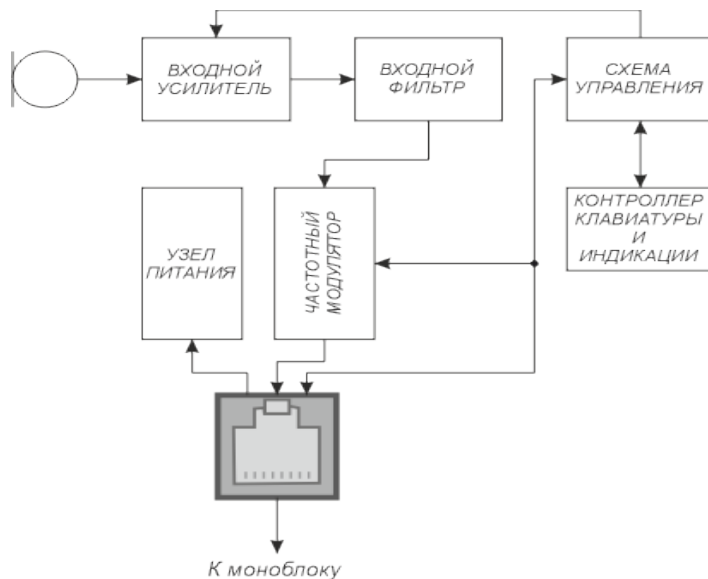 ВХОДНОЙ
УСИЛИТЕЛЬ
ВХОДНОЙ
ФИЛЬТР
СХЕМА
УПРАВЛЕНИЯ
УЗЕЛ
ПИТАНИЯ
ЧАСТОТНЫЙ
МОДУЛЯТОР
КОНТРОЛЛЕР
КЛАВИАТУРЫ
И
ИНДИКАЦИИ
К моноблоку